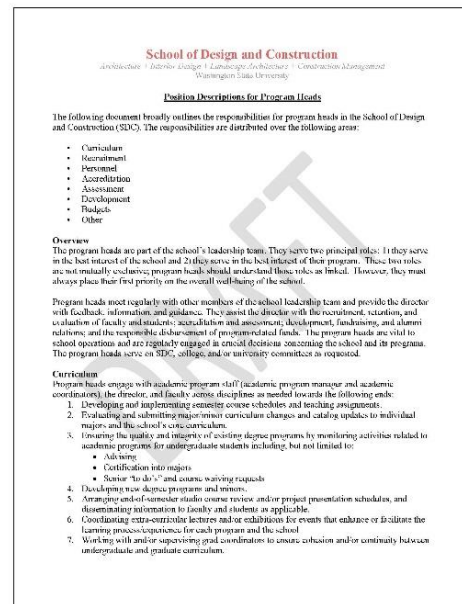 School of Design and Construction
Architecture + Interior Design + Landscape Architecture + Construction Management
Washington State University
Position Descriptions for Program Heads
The following document broadly outlines the responsibilities for program heads in the School of Design
and Construction (SDC). The responsibilities are distributed over the following areas:
• Curriculum
• Recruitment
• Personnel
• Accreditation
• Assessment
• Development
• Budgets
• Other
Overview
The program heads are part of the school's leadership team. They serve two principal roles: 1) they serve
in the best interest of the school and 2) they serve in the best interest of their program. These two roles
are not mutually exclusive; program heads should understand those roles as linked. However, they must
always place their first priority on the overall well-being of the school.
Program heads meet regularly with other members of the school leadership team and provide the director
with feedback, information, and guidance. They assist the director with the recruitment, retention, and
evaluation of faculty and students; accreditation and assessment; development, fundraising, and alumni
relations; and the responsible disbursement of program-related funds. The program heads are vital to
school operations and are regularly engaged in crucial decisions concerning the school and its programs.
The program heads serve on SDC, college, and/or university committees as requested.
Curriculum
Program heads engage with academic program staff (academic program manager and academic
coordinators), the director, and faculty across disciplines as needed towards the following ends:
1. Developing and implementing semester course schedules and teaching assignments.
2. Evaluating and submitting major/minor curriculum changes and catalog updates to individual
majors and the school's core curriculum.
3. Ensuring the quality and integrity of existing degree programs by monitoring activities related to
academic programs for undergraduate students including, but not limited to:
• Advising
• Certification into majors
• Senior "to do's" and course waiving requests
4. Developing new degree programs and minors.
5. Arranging end-of-semester studio course review and/or project presentation schedules, and
disseminating information to faculty and students as applicable.
6. Coordinating extra-curricular lectures and/or exhibitions for events that enhance or facilitate the
learning process/experience for each program and the school
7. Working with and/or supervising grad coordinators to ensure cohesion and/or continuity between
undergraduate and graduate curriculum.
DRAFT